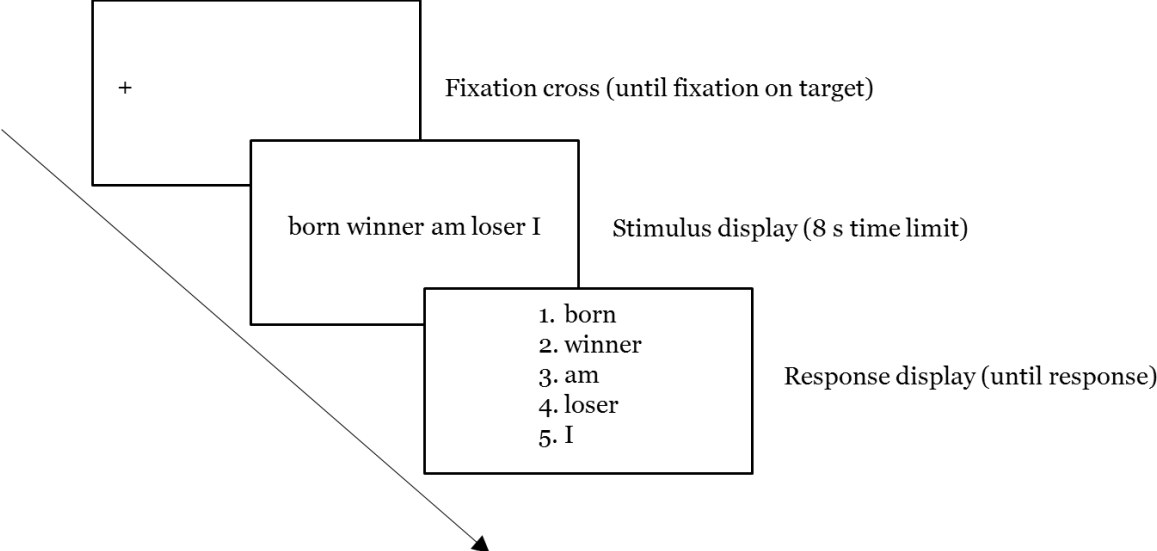 +
Fixation cross (until fixation on target)
born winner am loser I
Stimulus display (8 s time limit)
1. born
2. winner
3. am
4. loser
5. I
Response display (until response)